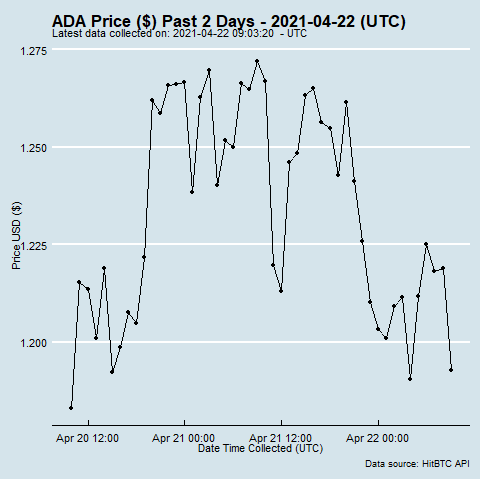 ADA Price ($) Past 2 Days - 2021-04-22 (UTC)
Latest data collected on: 2021-04-22 09:03:20 - UTC
1.275
1.250
1.225
1.200
Price USD ($)
Apr 20 12:00
Apr 21 00:00
Apr 21 12:00
Apr 22 00:00
Date Time Collected (UTC)
Data source: HitBTC API